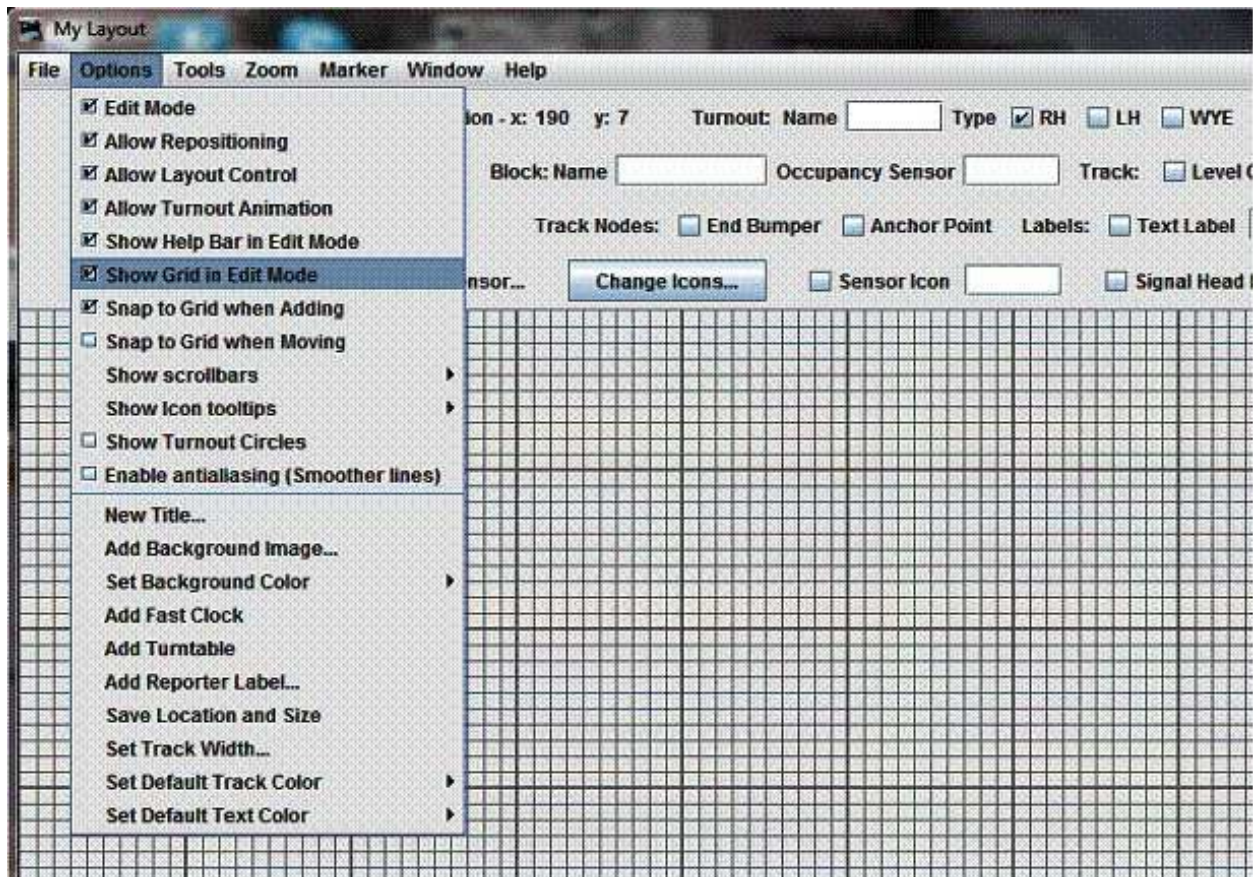 My Layout
File Options Tools Zoom Marker Window Help
Edit Mode
Allow Repositioning
Allow Layout Control
Allow Turnout Animation
Show Help Bar in Edit Mode
Show Grid in Edit Mode
Snap to Grid when Adding
Snap to Grid when Moving
Show scrollbars
Show Icon tooltips
Show Turnout Circles
Enable antialiasing (Smoother lines)
New Title...
Add Background Image...
Set Background Color
Add Fast Clock
Add Turntable
Add Reporter Label...
Save Location and Size
Set Track Width...
Set Default Track Color
Set Default Text Color
ion - x: 190 y: 7 Turnout: Name Type RH LH WYE
Block: Name Occupancy Sensor Track: Level
Track Nodes: End Bumper Anchor Point Labels: Text Label
nsor... Change Icons... Sensor Icon Signal Head